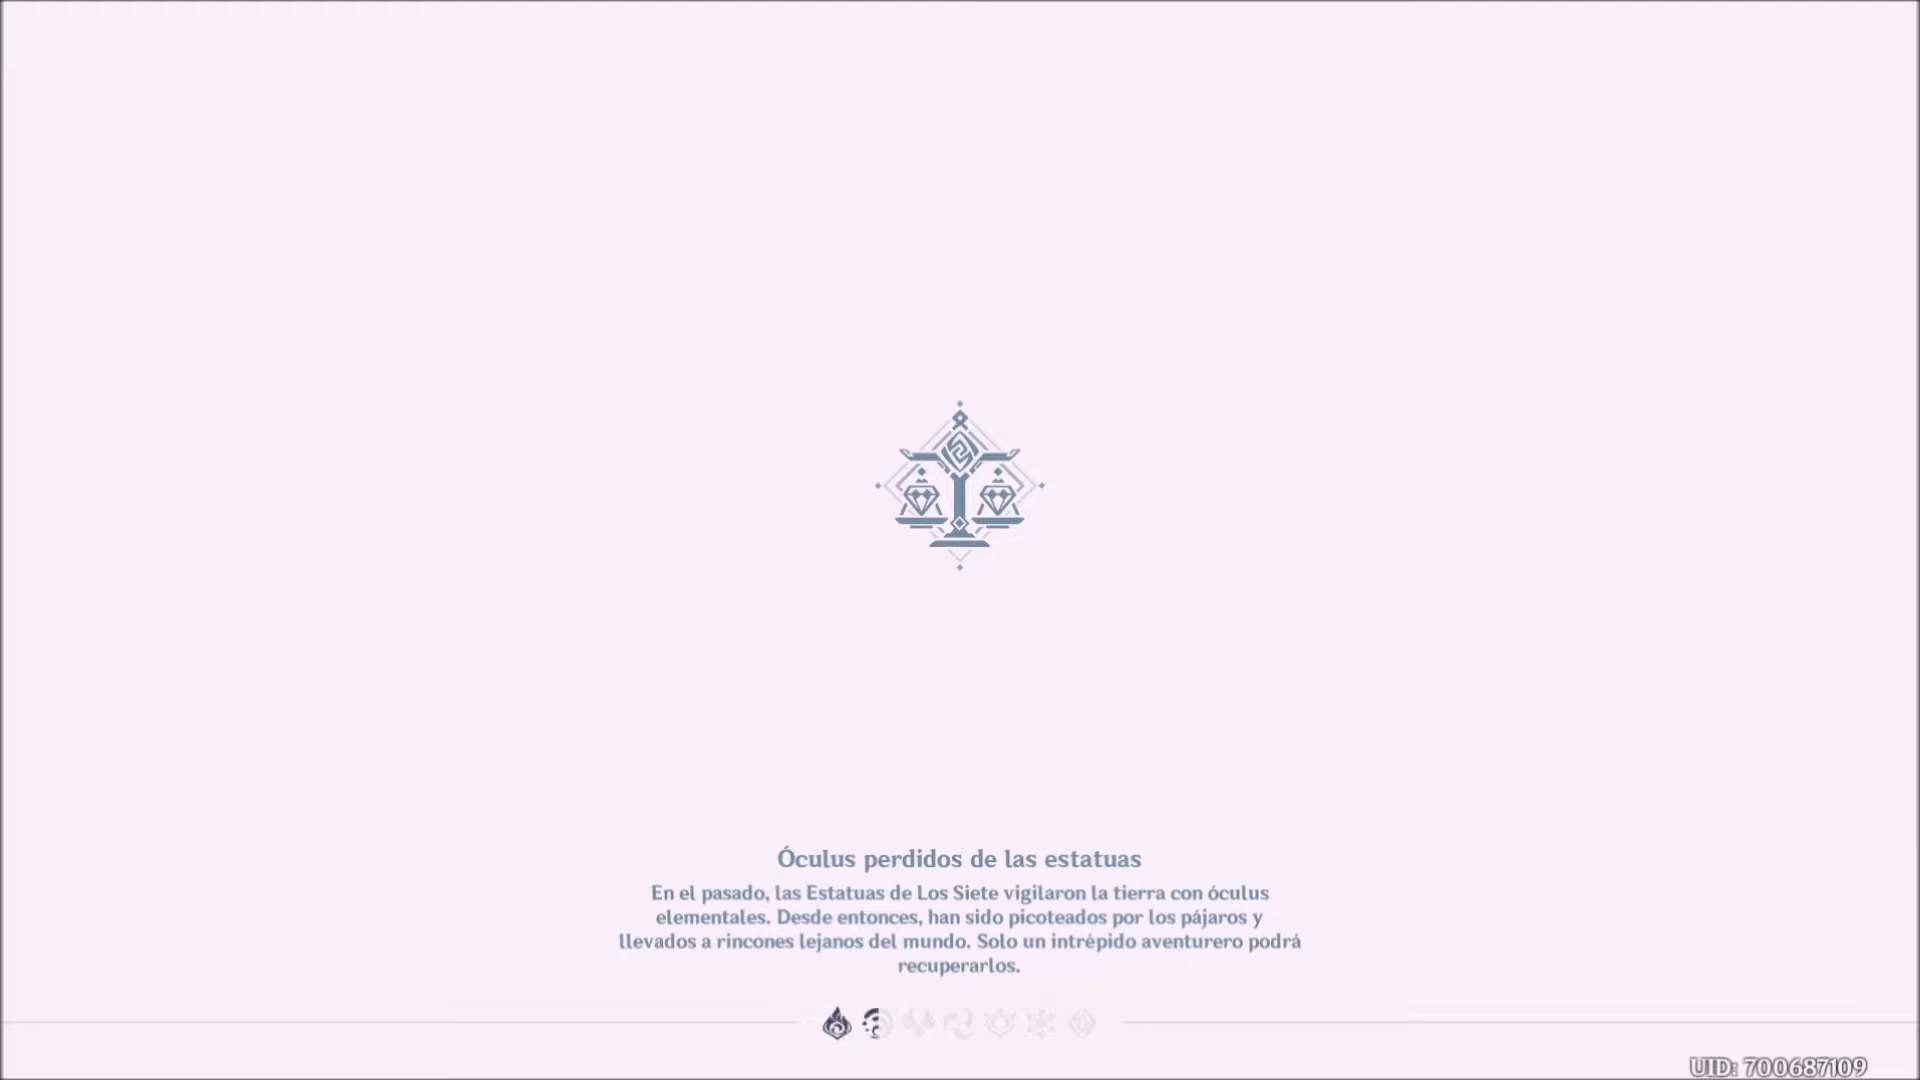 Óculus perdidos de las estatuas
En el pasado, las Estatuas de Los Siete vigilaron la tierra con óculus
elementales. Desde entonces, han sido picoteados por los pájaros y
llevados a rincones lejanos del mundo. Solo un intrépido aventurero podrá
recuperarlos.
UID: 700687109